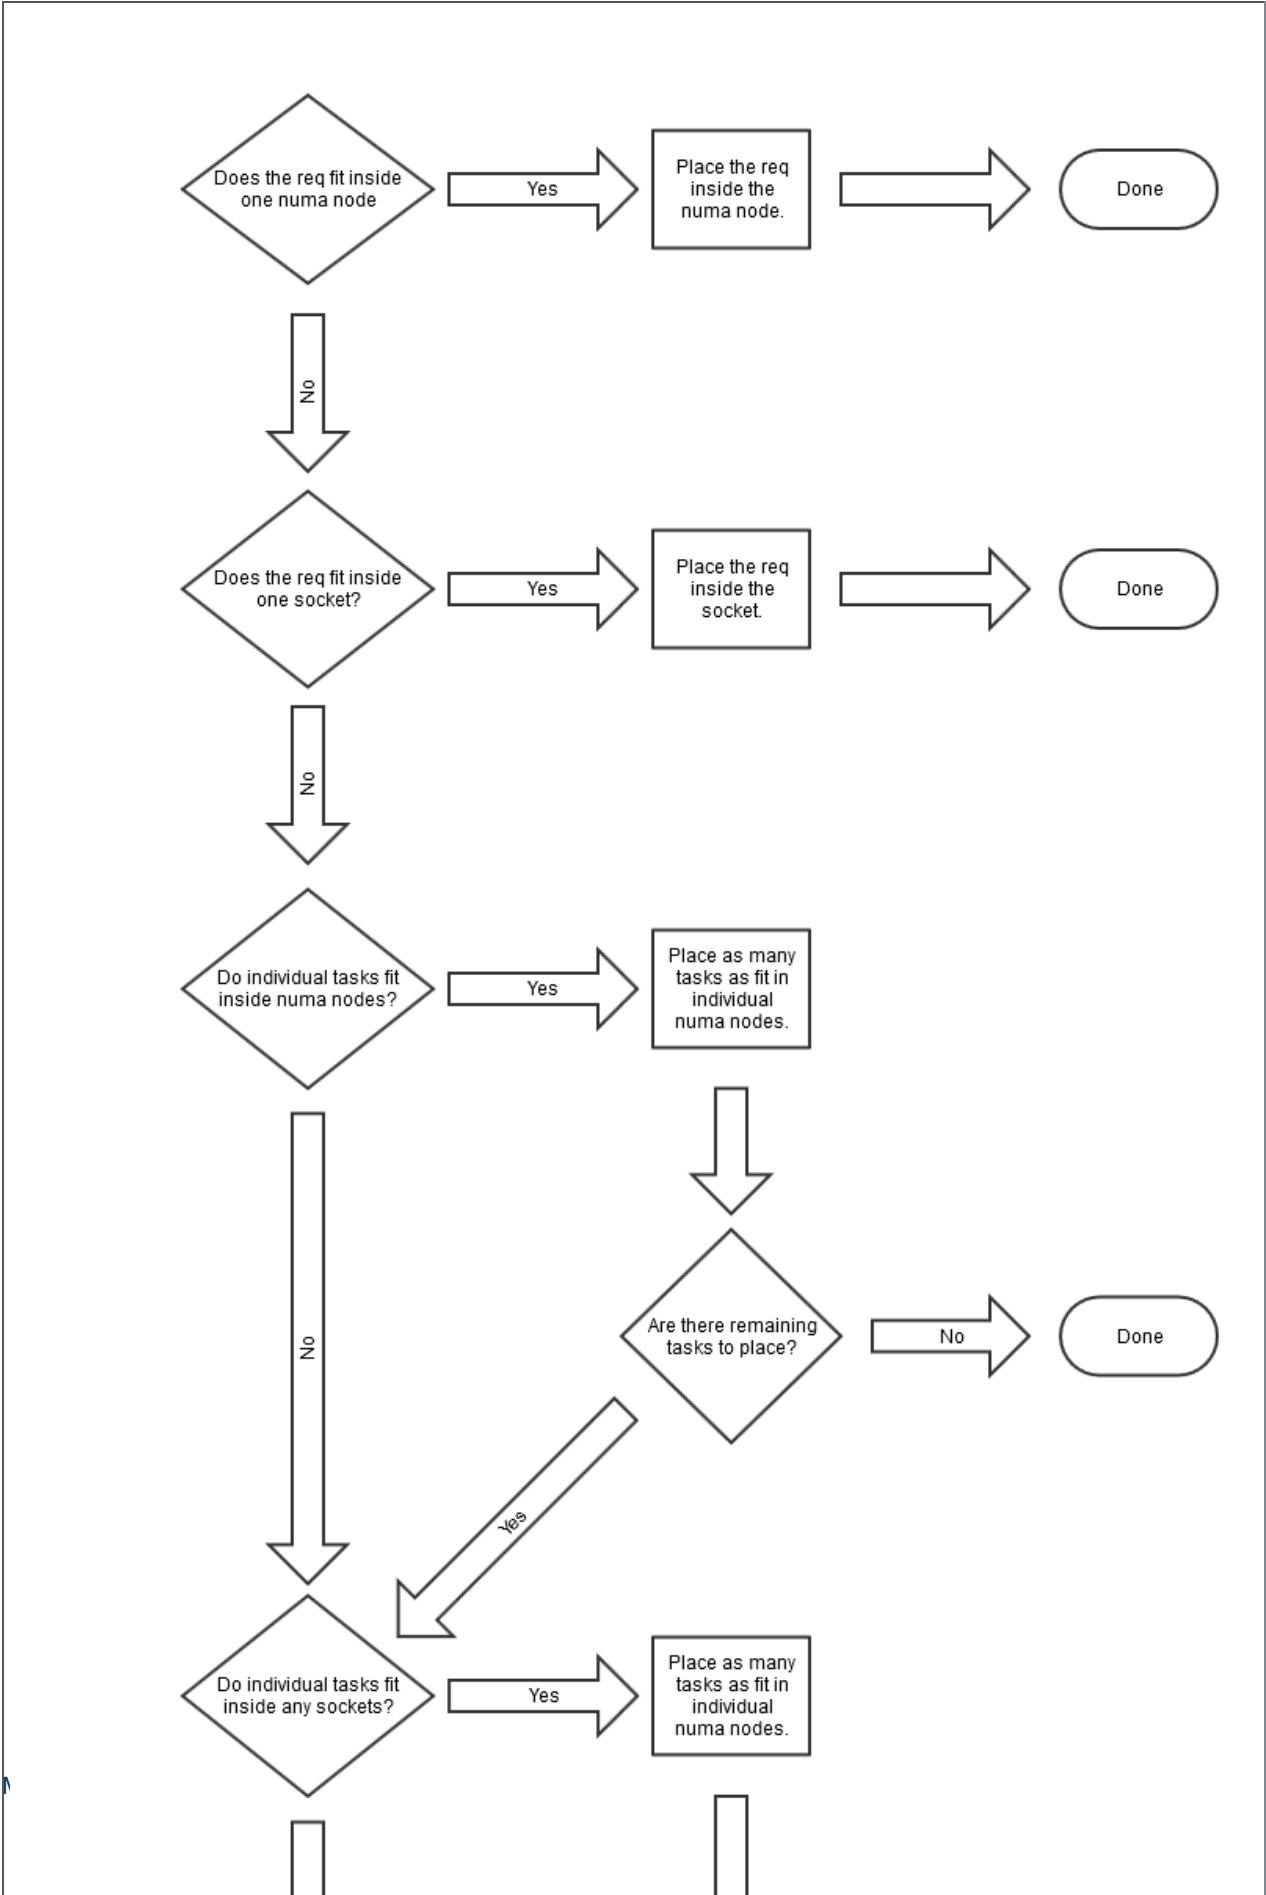 Does the req fit inside
one numa node
Yes
Place the req
inside the
numa node.
Done
No
Does the req fit inside
one socket?
Yes
Place the req
inside the
socket.
Done
No
Do individual tasks fit
inside numa nodes?
Yes
Place as many
tasks as fit in
individual
numa nodes.
No
Are there remaining
tasks to place?
No
Done
Yes
Do individual tasks fit
inside any sockets?
Yes
Place as many
tasks as fit in
individual
numa nodes.